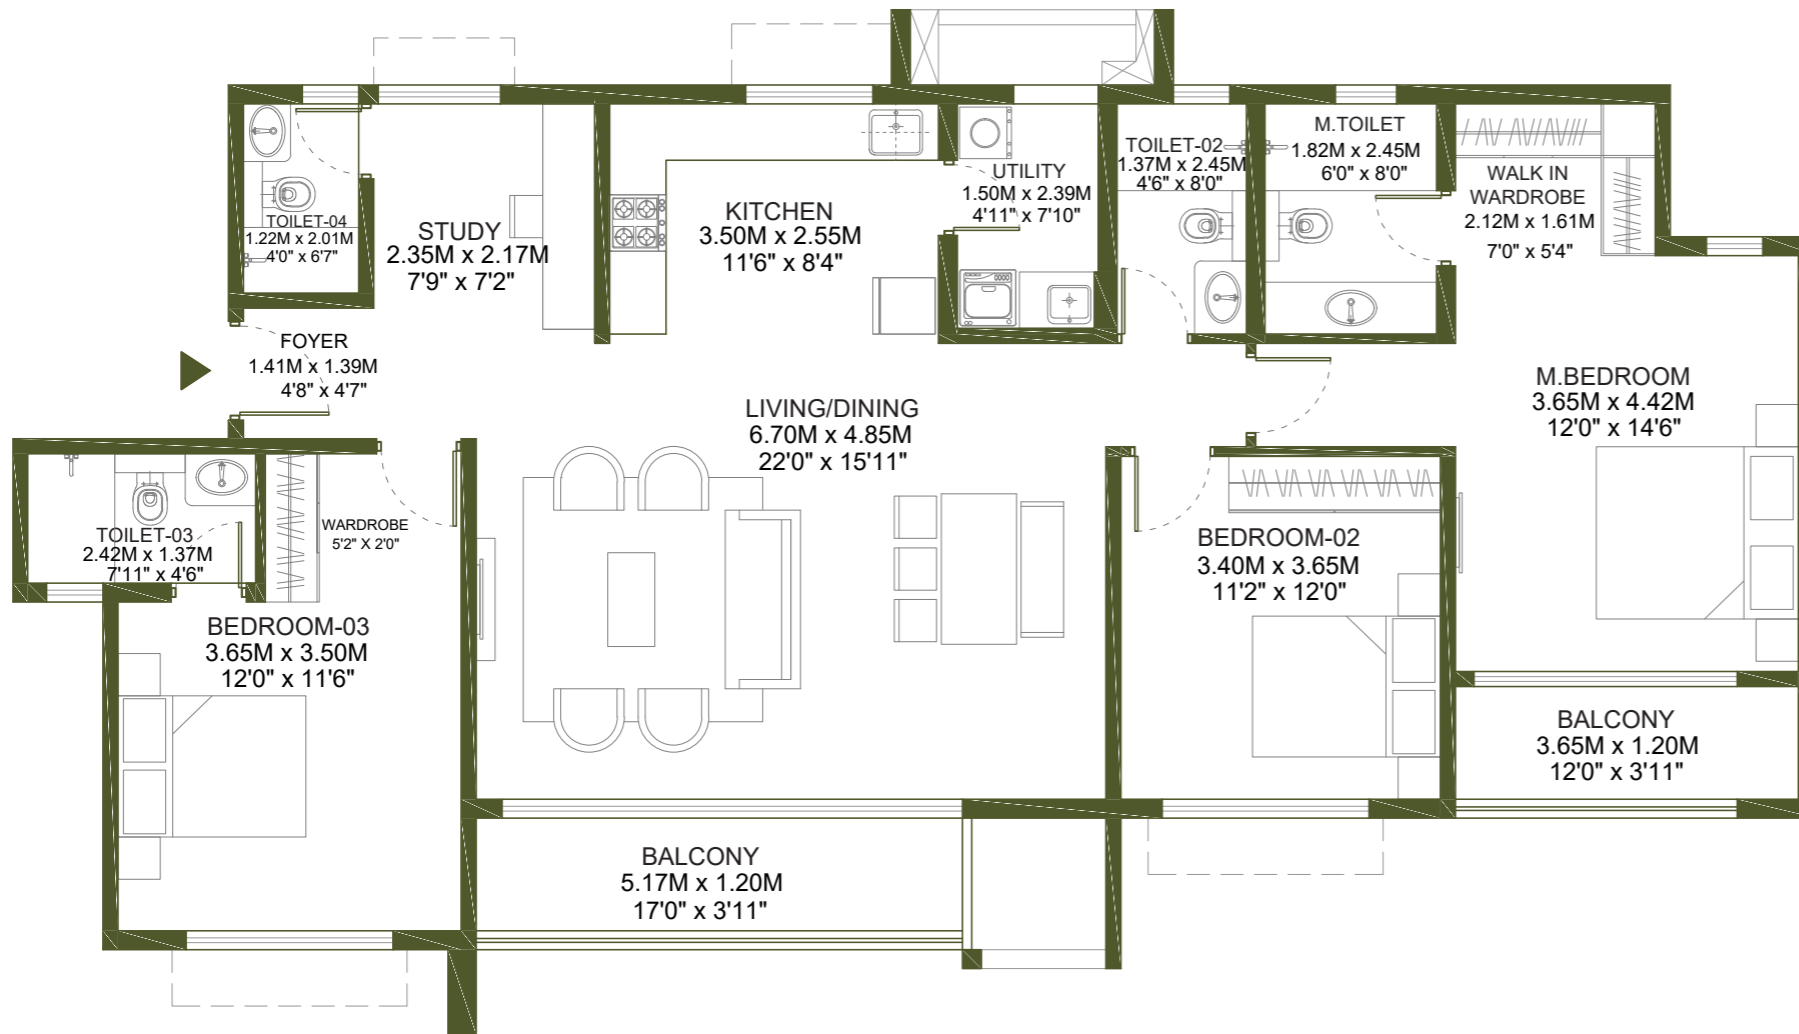 TOILET-04
1.22M x 2.01M
4'0" x 6'7"
STUDY
2.35M x 2.17M
7'9" x 7'2"
KITCHEN
3.50M x 2.55M
11'6" x 8'4"
UTILITY
1.50M x 2.39M
4'11" x 7'10"
TOILET-02
1.37M x 2.45M
4'6" x 8'0"
M.TOILET
1.82M x 2.45M
6'0" x 8'0"
WALK IN
WARDROBE
2.12M x 1.61M
7'0" x 5'4"
FOYER
1.41M x 1.39M
4'8" x 4'7"
LIVING/DINING
6.70M x 4.85M
22'0" x 15'11"
M.BEDROOM
3.65M x 4.42M
12'0" x 14'6"
TOILET-03
2.42M x 1.37M
7'11" x 4'6"
WARDROBE
5'2" X 2'0"
BEDROOM-02
3.40M x 3.65M
11'2" x 12'0"
BEDROOM-03
3.65M x 3.50M
12'0" x 11'6"
BALCONY
3.65M x 1.20M
12'0" x 3'11"
BALCONY
5.17M x 1.20M
17'0" x 3'11"